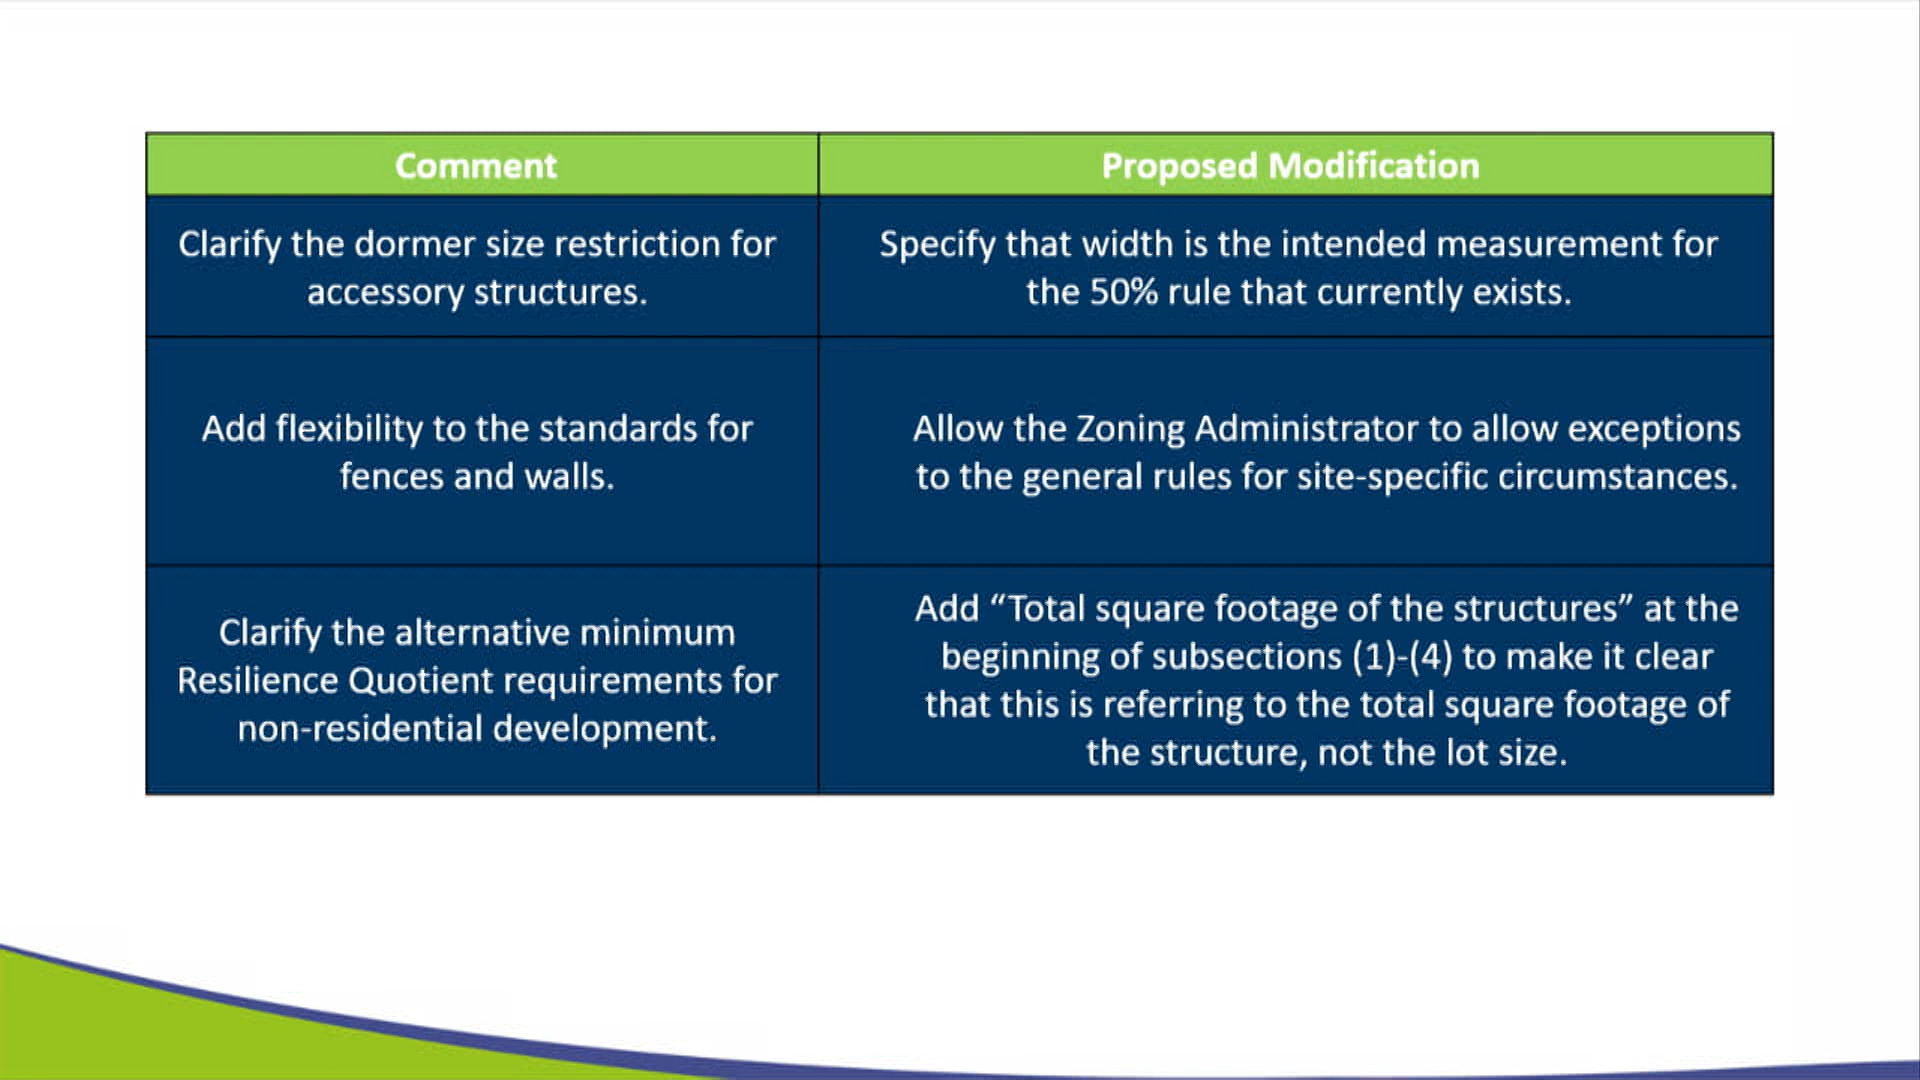 Comment
Proposed Modification
Clarify the dormer size restriction for
accessory structures.
Specify that width is the intended measurement for
the 50% rule that currently exists.
Add flexibility to the standards for
fences and walls.
Allow the Zoning Administrator to allow exceptions
to the general rules for site-specific circumstances.
Clarify the alternative minimum
Resilience Quotient requirements for
non-residential development.
Add “Total square footage of the structures” at the
beginning of subsections (1)-(4) to make it clear
that this is referring to the total square footage of
the structure, not the lot size.